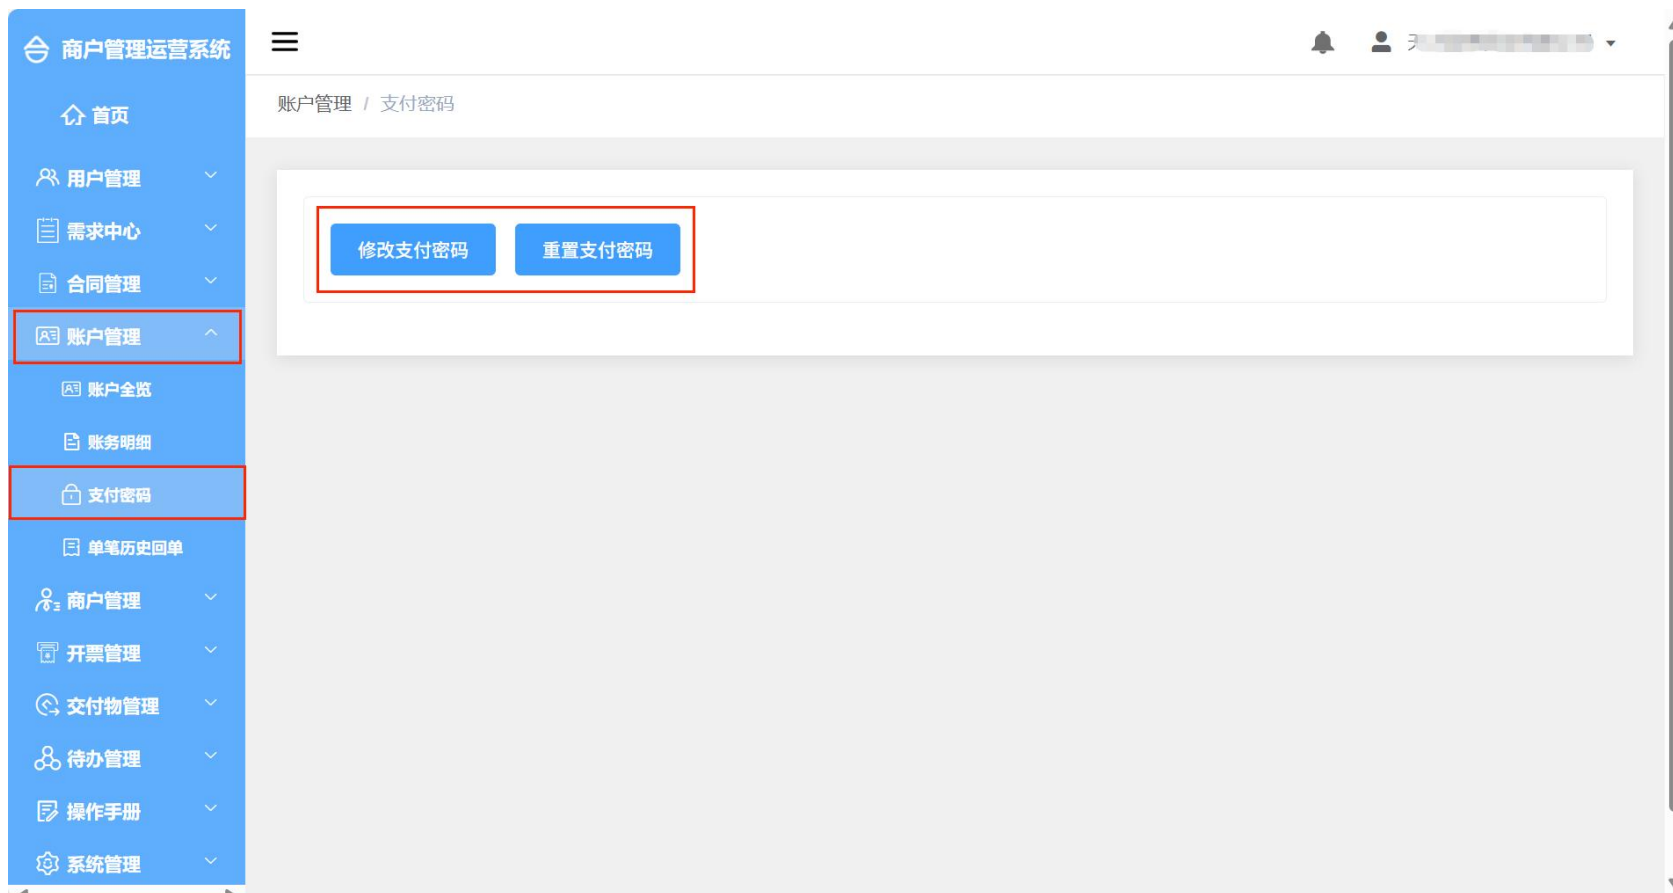 商户管理运营系统
首页
用户管理
需求中心
合同管理
账户管理
账户全览
账务明细
支付密码
单笔历史回单
商户管理
开票管理
交付物管理
待办管理
操作手册
系统管理
账户管理 / 支付密码
修改支付密码
重置支付密码